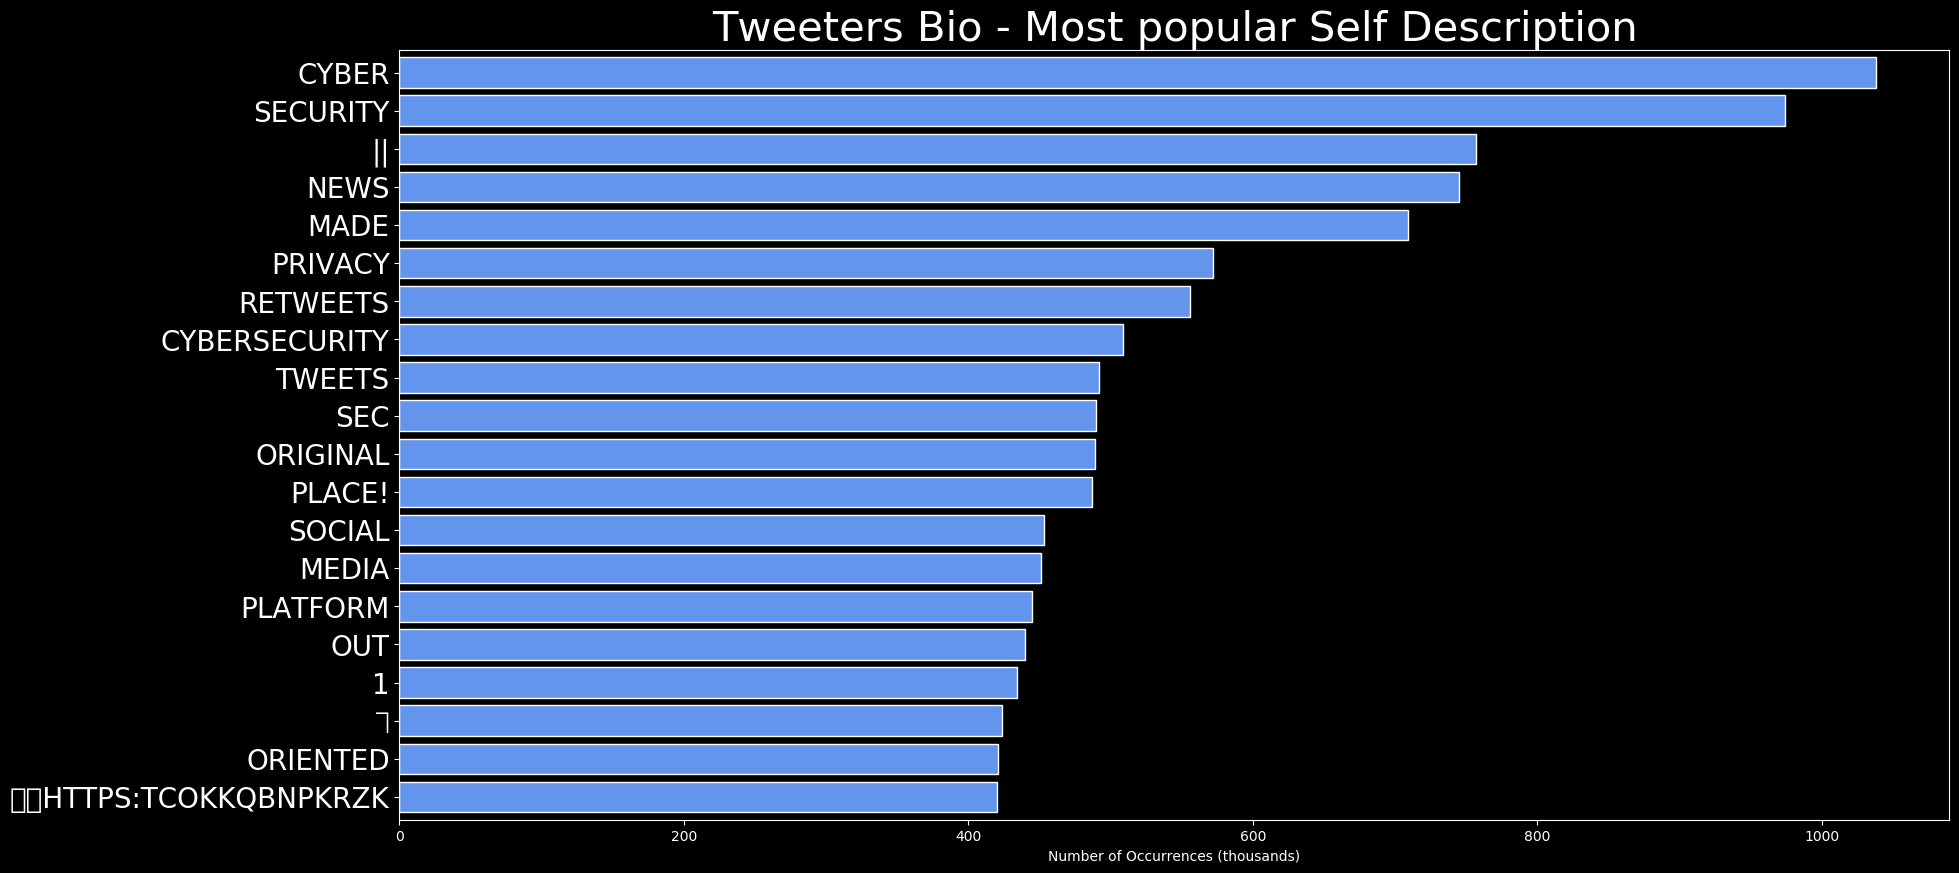 Tweeters Bio - Most popular Self Description
CYBER
SECURITY
||
NEWS
MADE
PRIVACY
RETWEETS
CYBERSECURITY
TWEETS
SEC
ORIGINAL
PLACE!
SOCIAL
MEDIA
PLATFORM
OUT
1
ORIENTED
HTTPS:TCOKKQBNPKRZK
0 200 400 600 800 1000
Number of Occurrences (thousands)